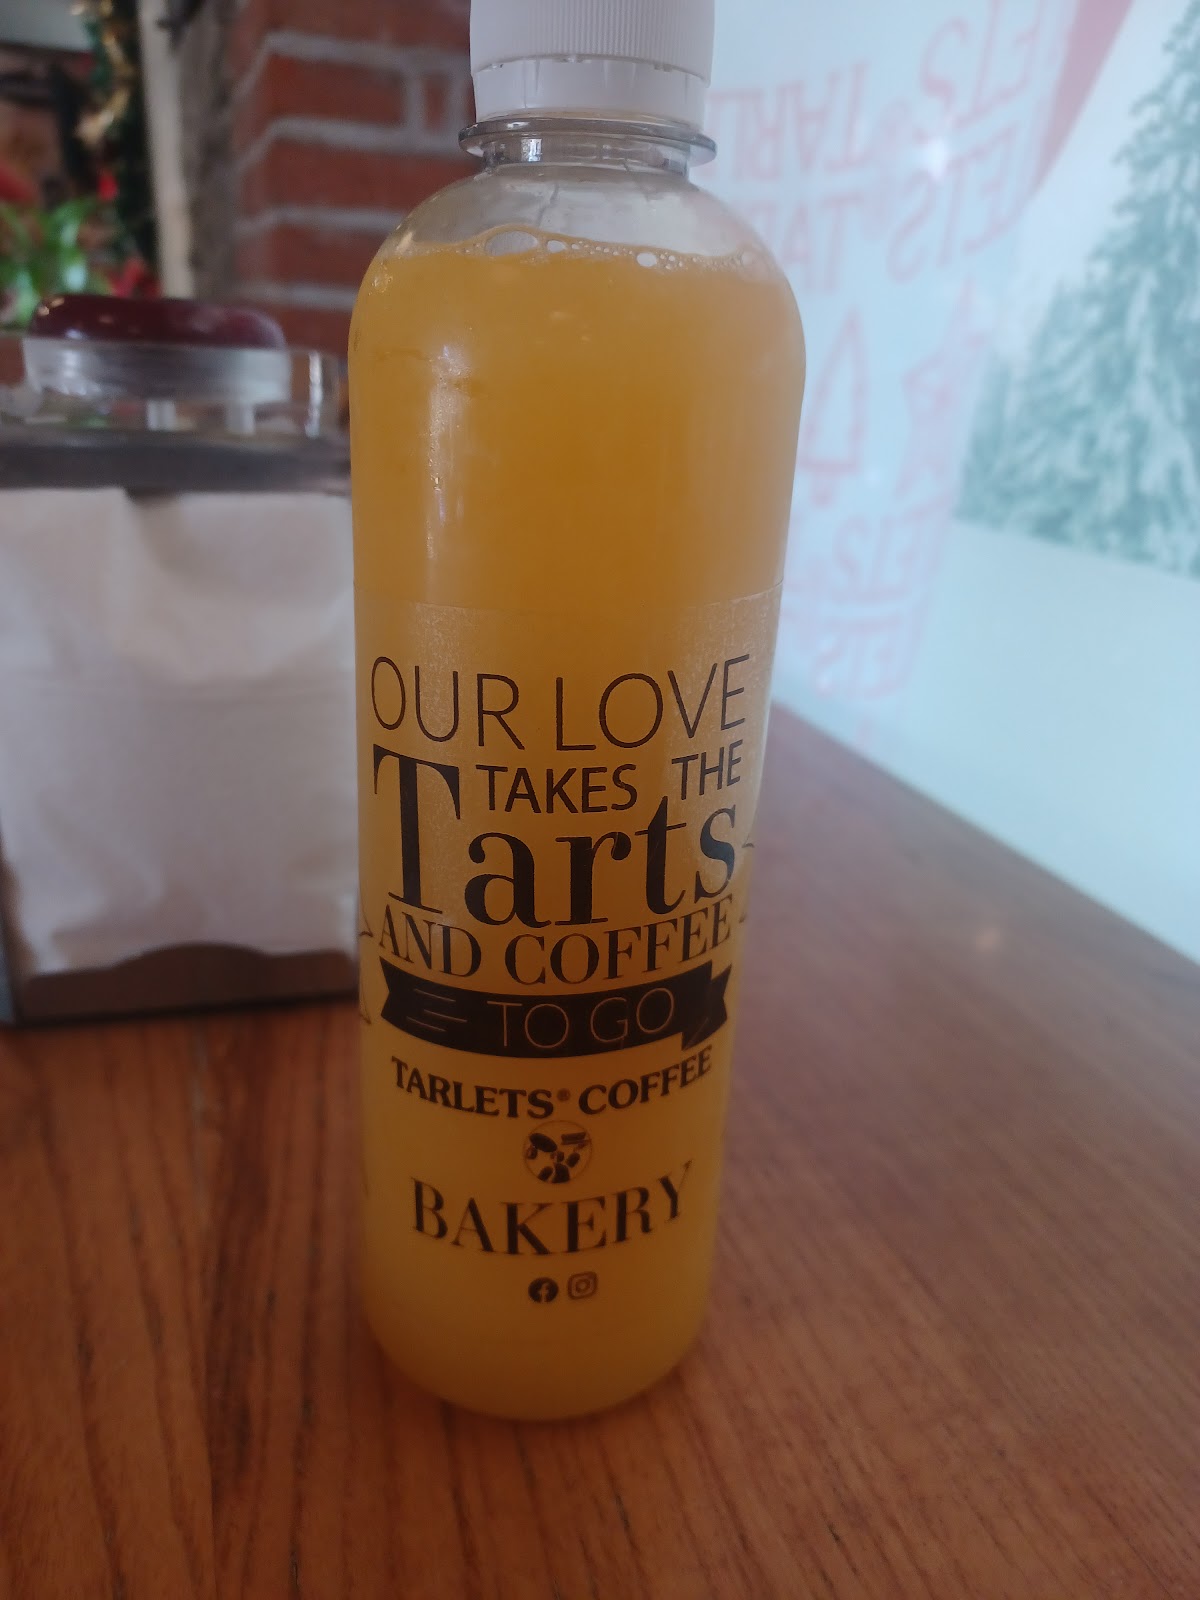 OUR LOVE
TAKES THE
Tarts
AND COFFEE
TO GO
TARLETS® COFFEE
BAKERY